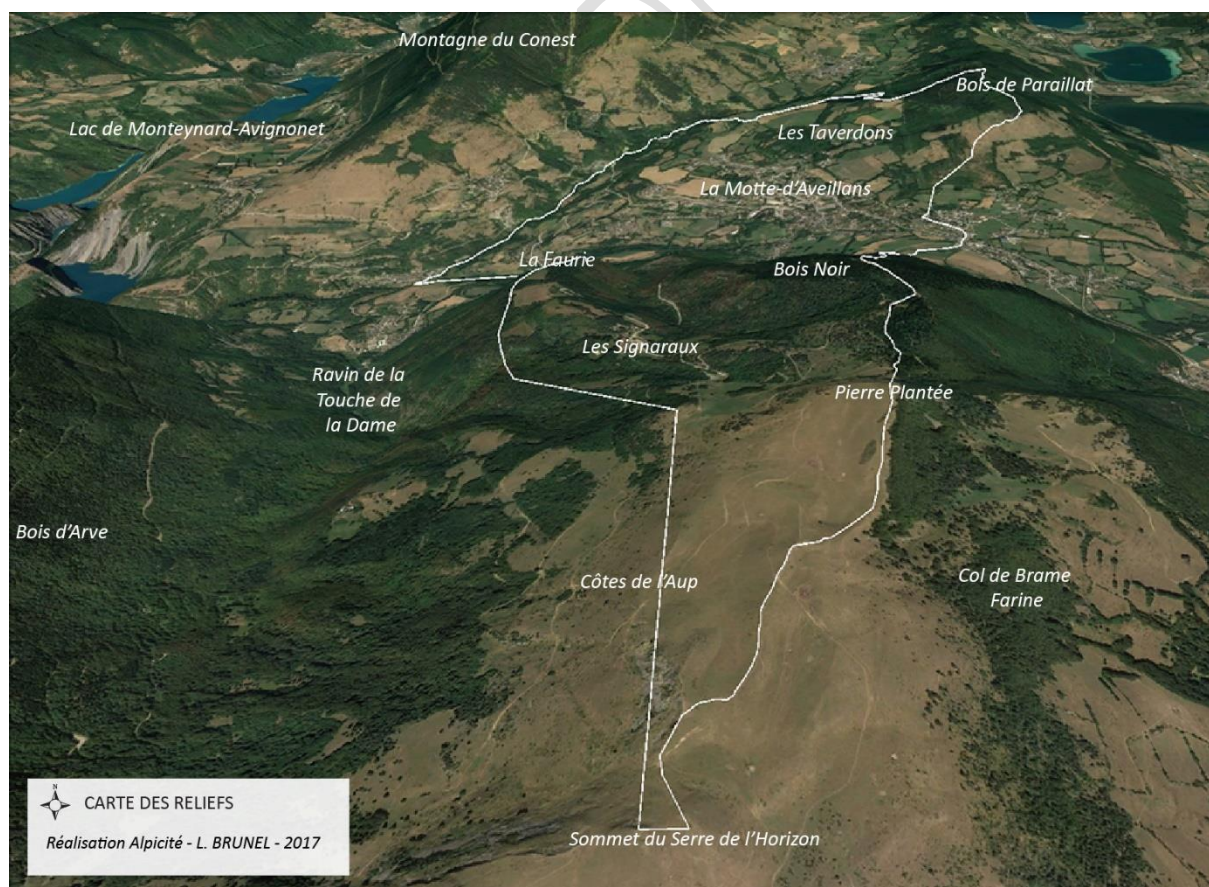 Montagne du Conest
Bois de Paraillat
Lac de Monteynard-Avignonet
Les Taverdons
La Motte-d'Aveillans
La Faurie
Bois Noir
Les Signaraux
Ravin de la
Touche de
la Dame
Pierre Plantée
Bois d'Arve
Côtes de l'Aup
Col de Brame
Farine
N
CARTE DES RELIEFS
Réalisation Alpicité - L. BRUNEL - 2017
Sommet du Serre de l'Horizon